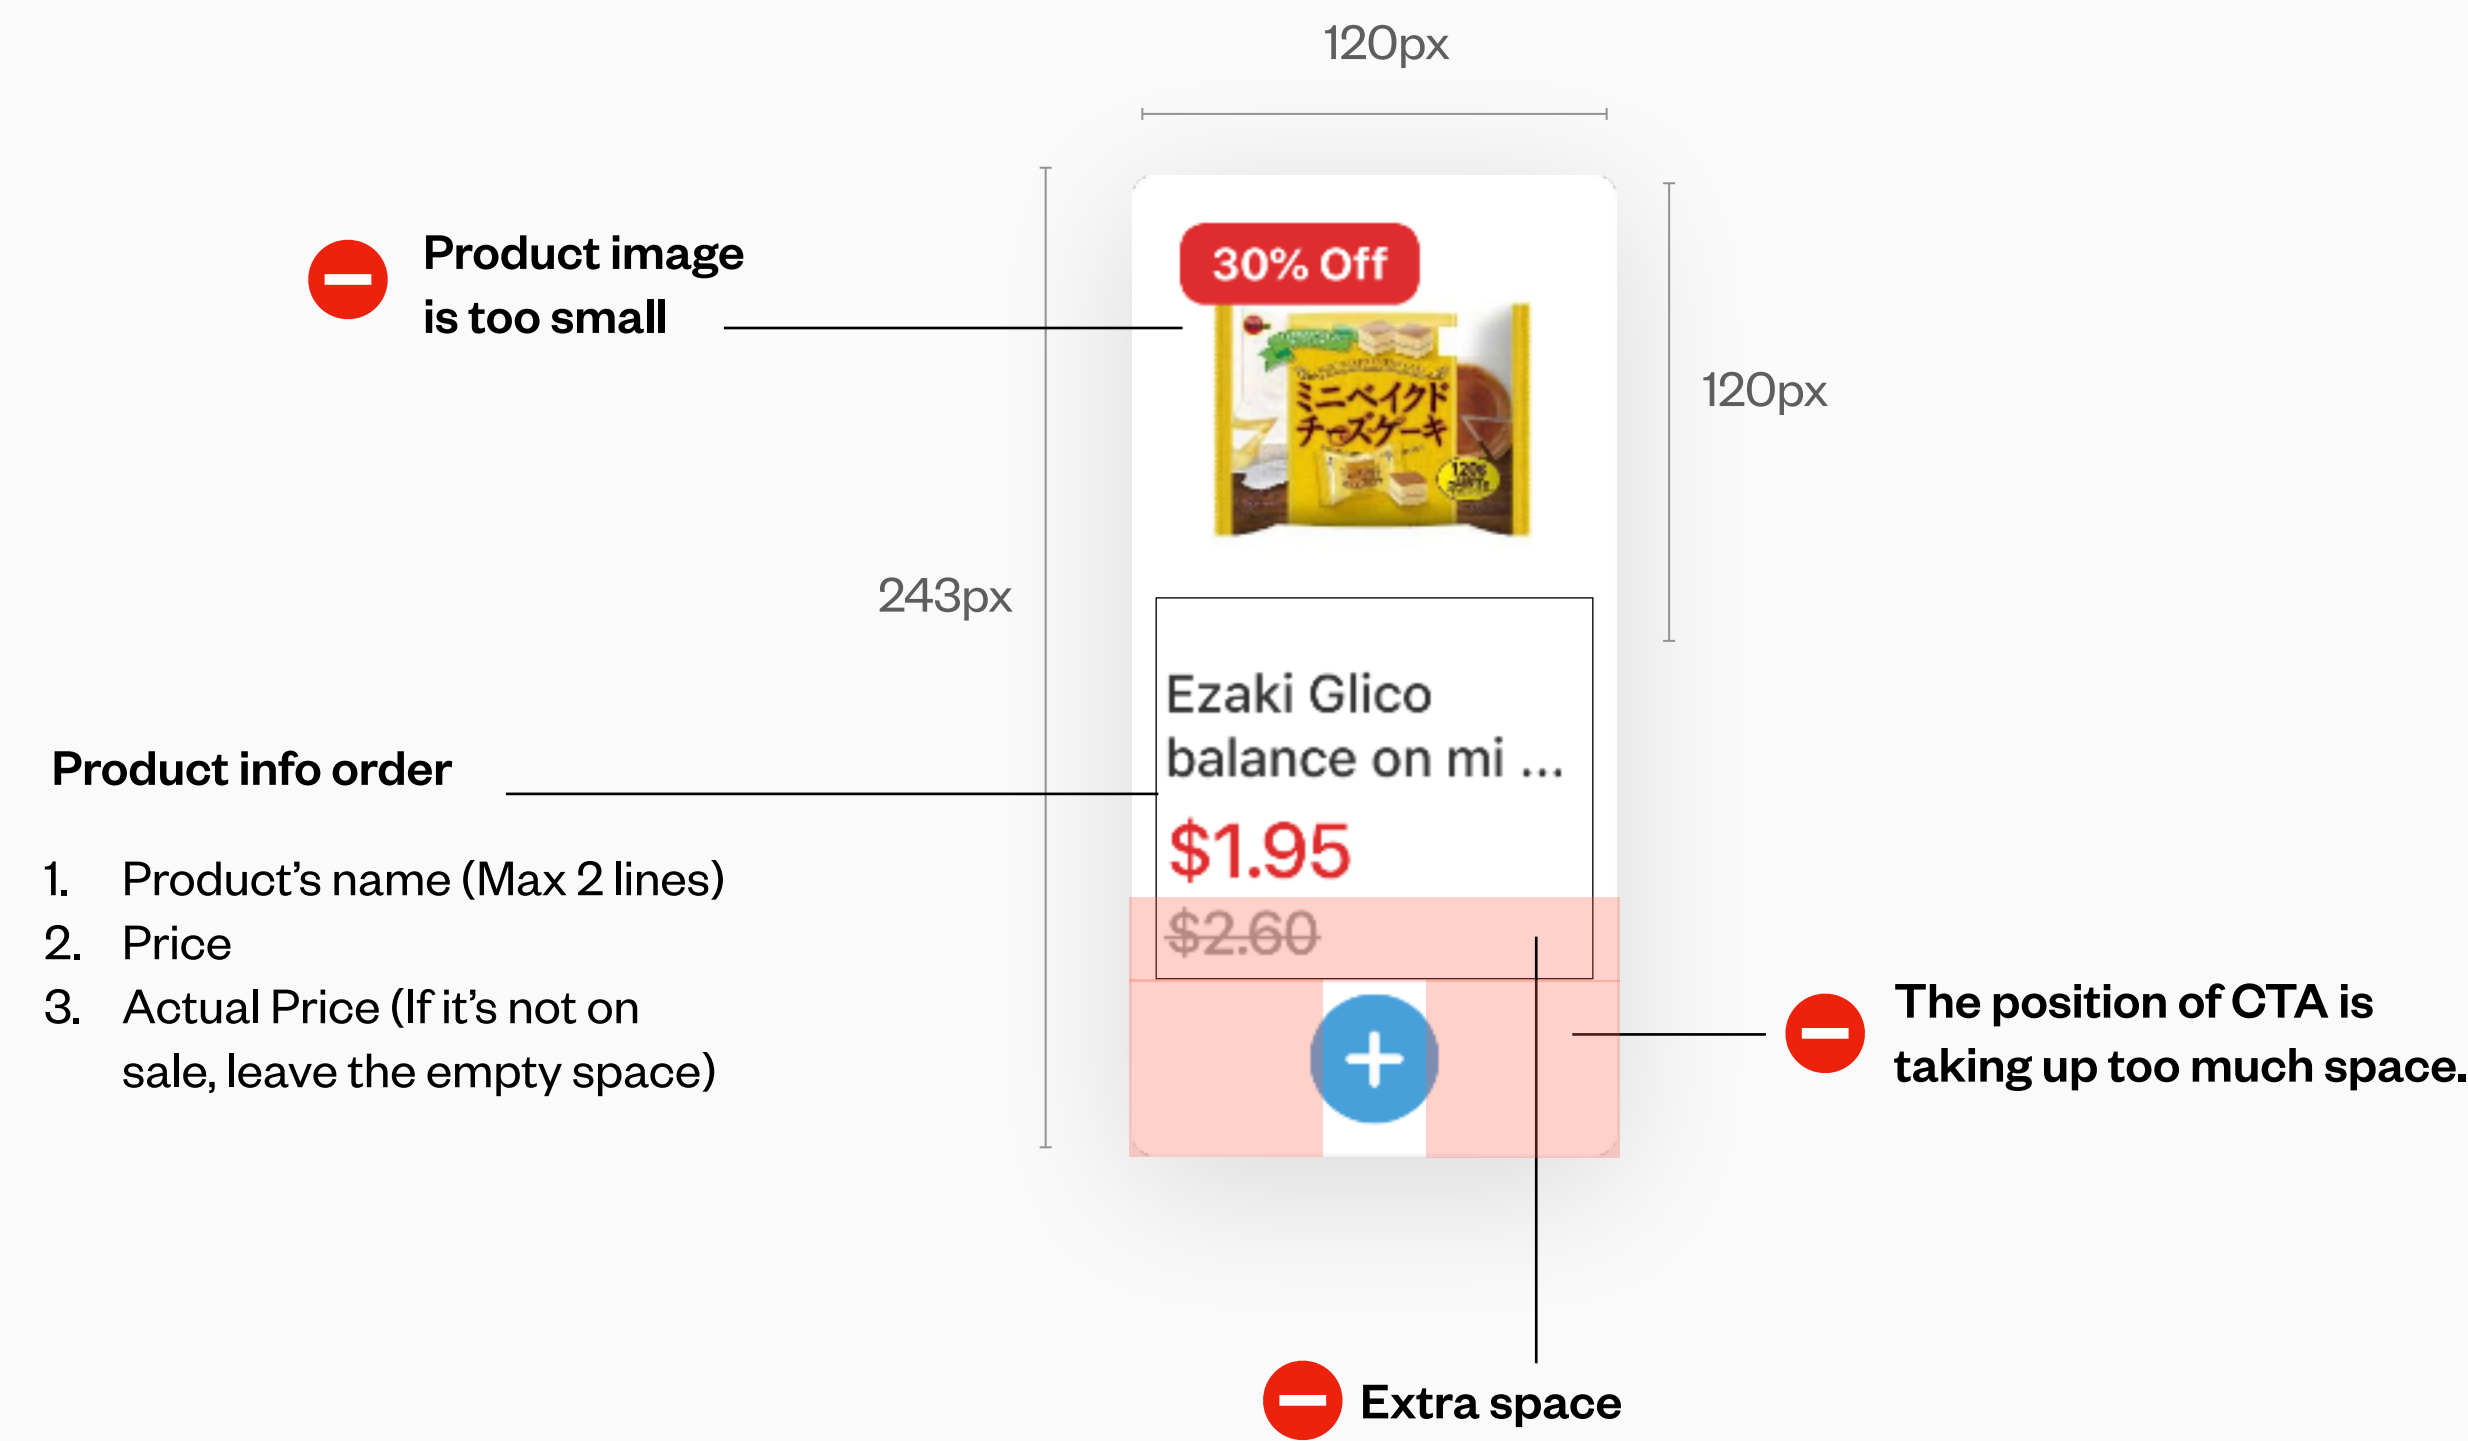 120px
Product image
is too small
30% Off
ミニベイクド
チーズケーキ
120g
120px
243px
Ezaki Glico
balance on mi ...
$1.95
$2.60
Product info order
1. Product’s name (Max 2 lines)
2. Price
3. Actual Price (If it’s not on
sale, leave the empty space)
The position of CTA is
taking up too much space.
Extra space